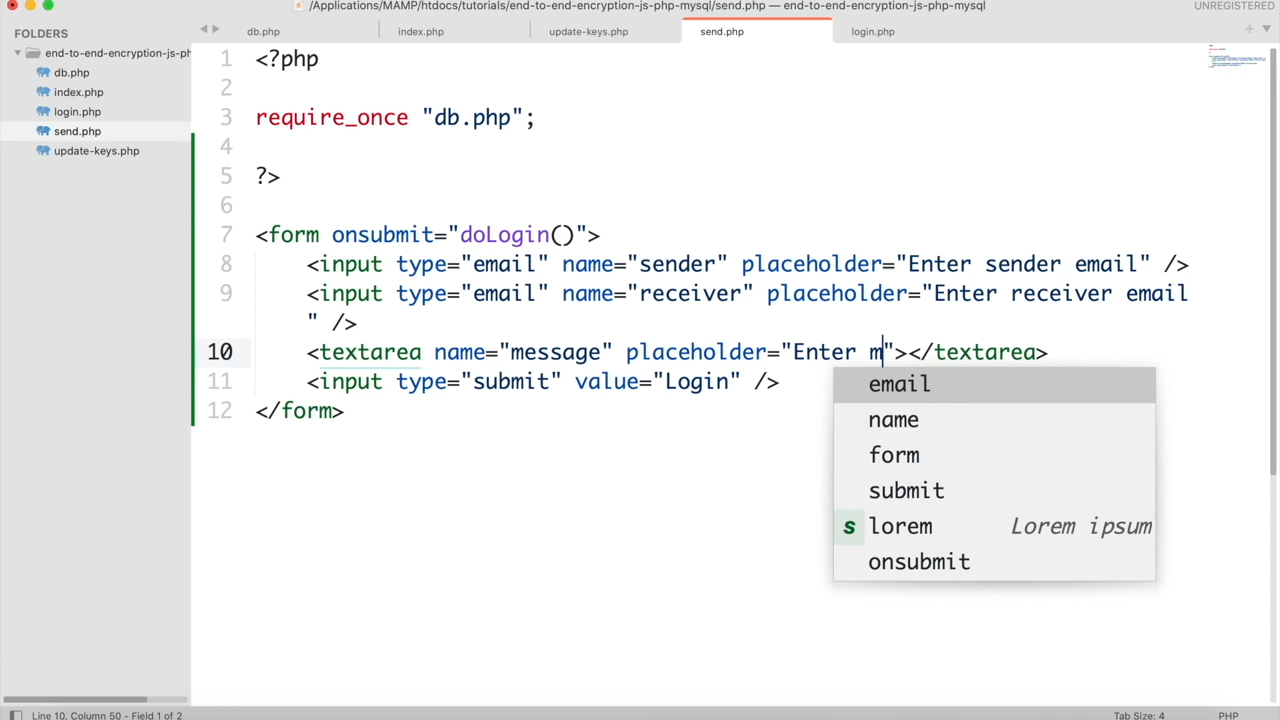 /Applications/MAMP/htdocs/tutorials/end-to-end-encryption-js-php-mysql/send.php — end-to-end-encryption-js-php-mysql
UNREGISTERED
FOLDERS
end-to-end-encryption-js-ph
db.php
index.php
login.php
send.php
update-keys.php
db.php
index.php
update-keys.php
send.php
login.php
1 <?php
2
3 require_once "db.php";
4
5 ?>
6
7 <form onsubmit="doLogin()">
8 <input type="email" name="sender" placeholder="Enter sender email" />
9 <input type="email" name="receiver" placeholder="Enter receiver email
" />
10 <textarea name="message" placeholder="Enter m"></textarea>
11 <input type="submit" value="Login" />
12 </form>
email
name
form
submit
s lorem Lorem ipsum
onsubmit
Line 10, Column 50 - Field 1 of 2
Tab Size: 4
PHP